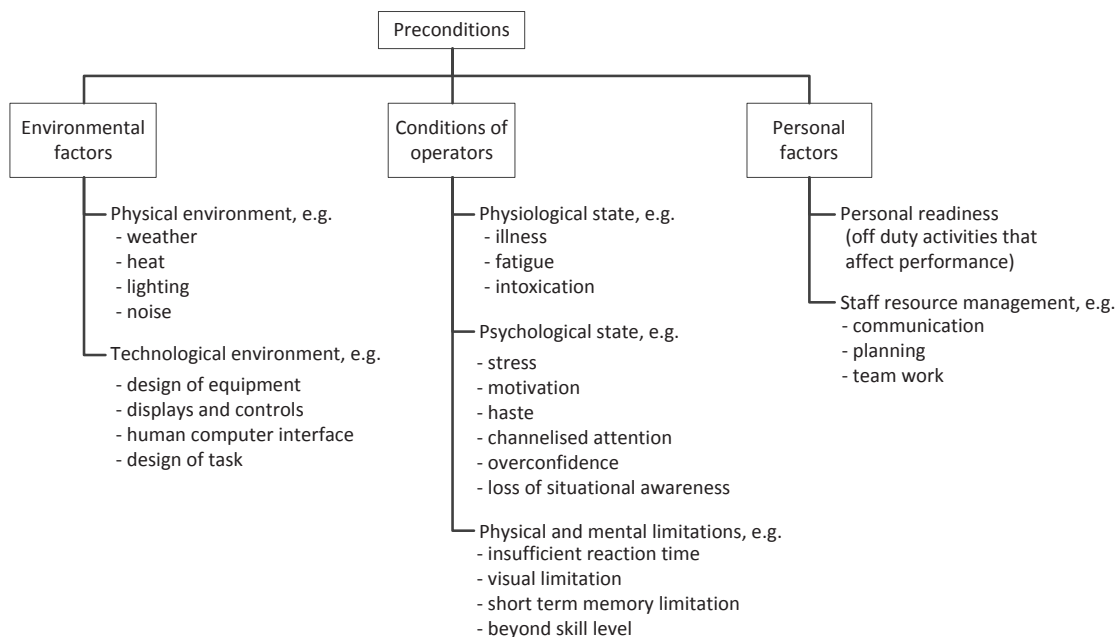 Preconditions
Environmental
factors
Physical environment, e.g.
- weather
- heat
- lighting
- noise
Technological environment, e.g.
- design of equipment
- displays and controls
- human computer interface
- design of task
Conditions of
operators
Physiological state, e.g.
- illness
- fatigue
- intoxication
Psychological state, e.g.
- stress
- motivation
- haste
- channelised attention
- overconfidence
- loss of situational awareness
Physical and mental limitations, e.g.
- insufficient reaction time
- visual limitation
- short term memory limitation
- beyond skill level
Personal
factors
Personal readiness
(off duty activities that
affect performance)
Staff resource management, e.g.
- communication
- planning
- team work